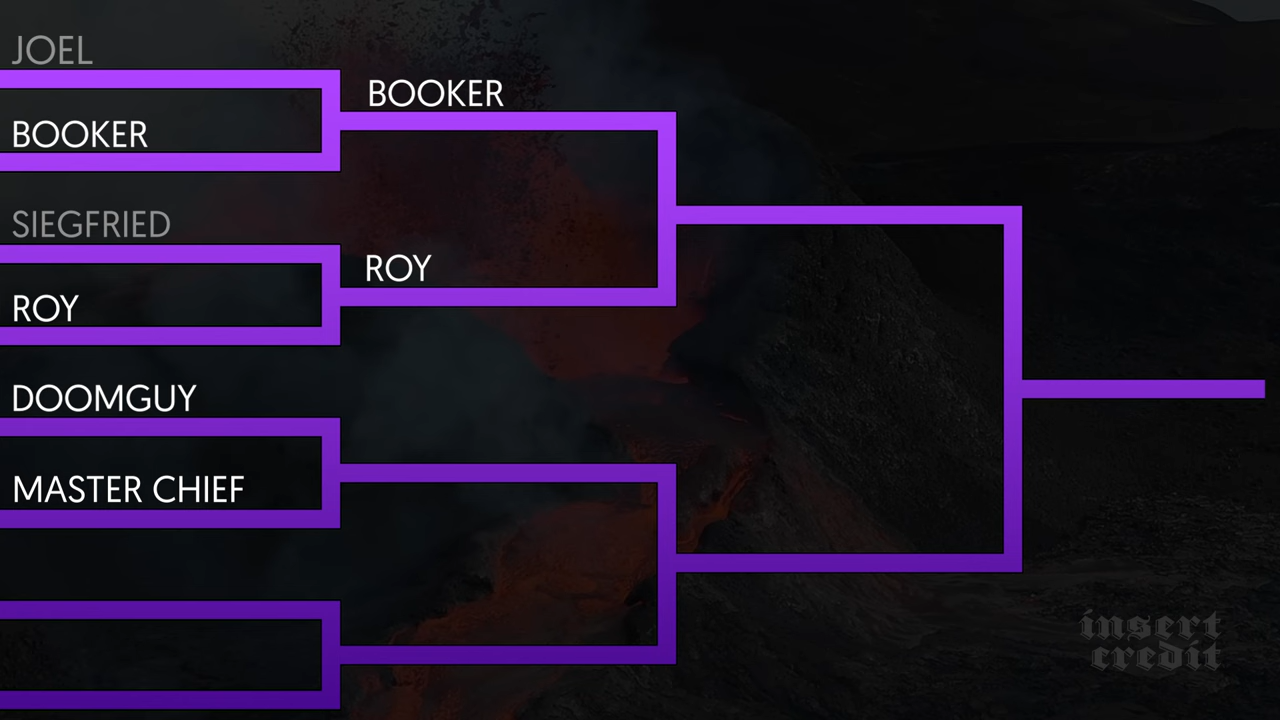 JOEL
BOOKER
BOOKER
SIEGFRIED
ROY
ROY
DOOMGUY
MASTER CHIEF
insert
credit